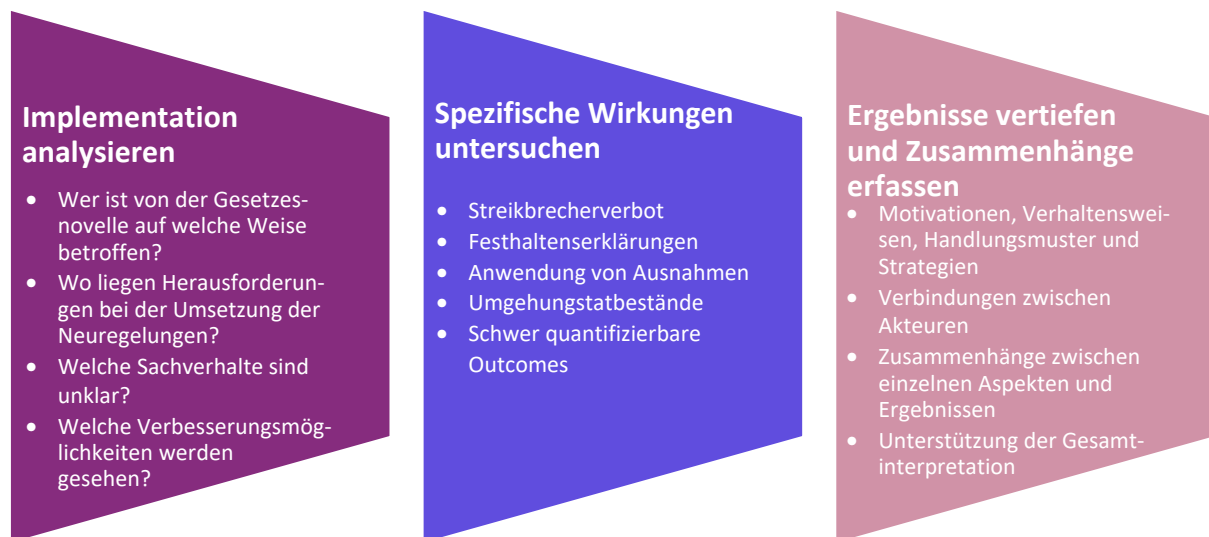 Implementation
analysieren
• Wer ist von der Gesetzes-
novelle auf welche Weise
betroffen?
• Wo liegen Herausforderun-
gen bei der Umsetzung der
Neuregelungen?
• Welche Sachverhalte sind
unklar?
• Welche Verbesserungsmög-
lichkeiten werden
gesehen?
Spezifische Wirkungen
untersuchen
• Streikbrecherverbot
• Festhaltenserklärungen
• Anwendung von Ausnahmen
• Umgehungstatbestände
• Schwer quantifizierbare
Outcomes
Ergebnisse vertiefen
und Zusammenhänge
erfassen
• Motivationen, Verhaltenswei-
sen, Handlungsmuster und
Strategien
• Verbindungen zwischen
Akteuren
• Zusammenhänge zwischen
einzelnen Aspekten und
Ergebnissen
• Unterstützung der Gesamt-
interpretation